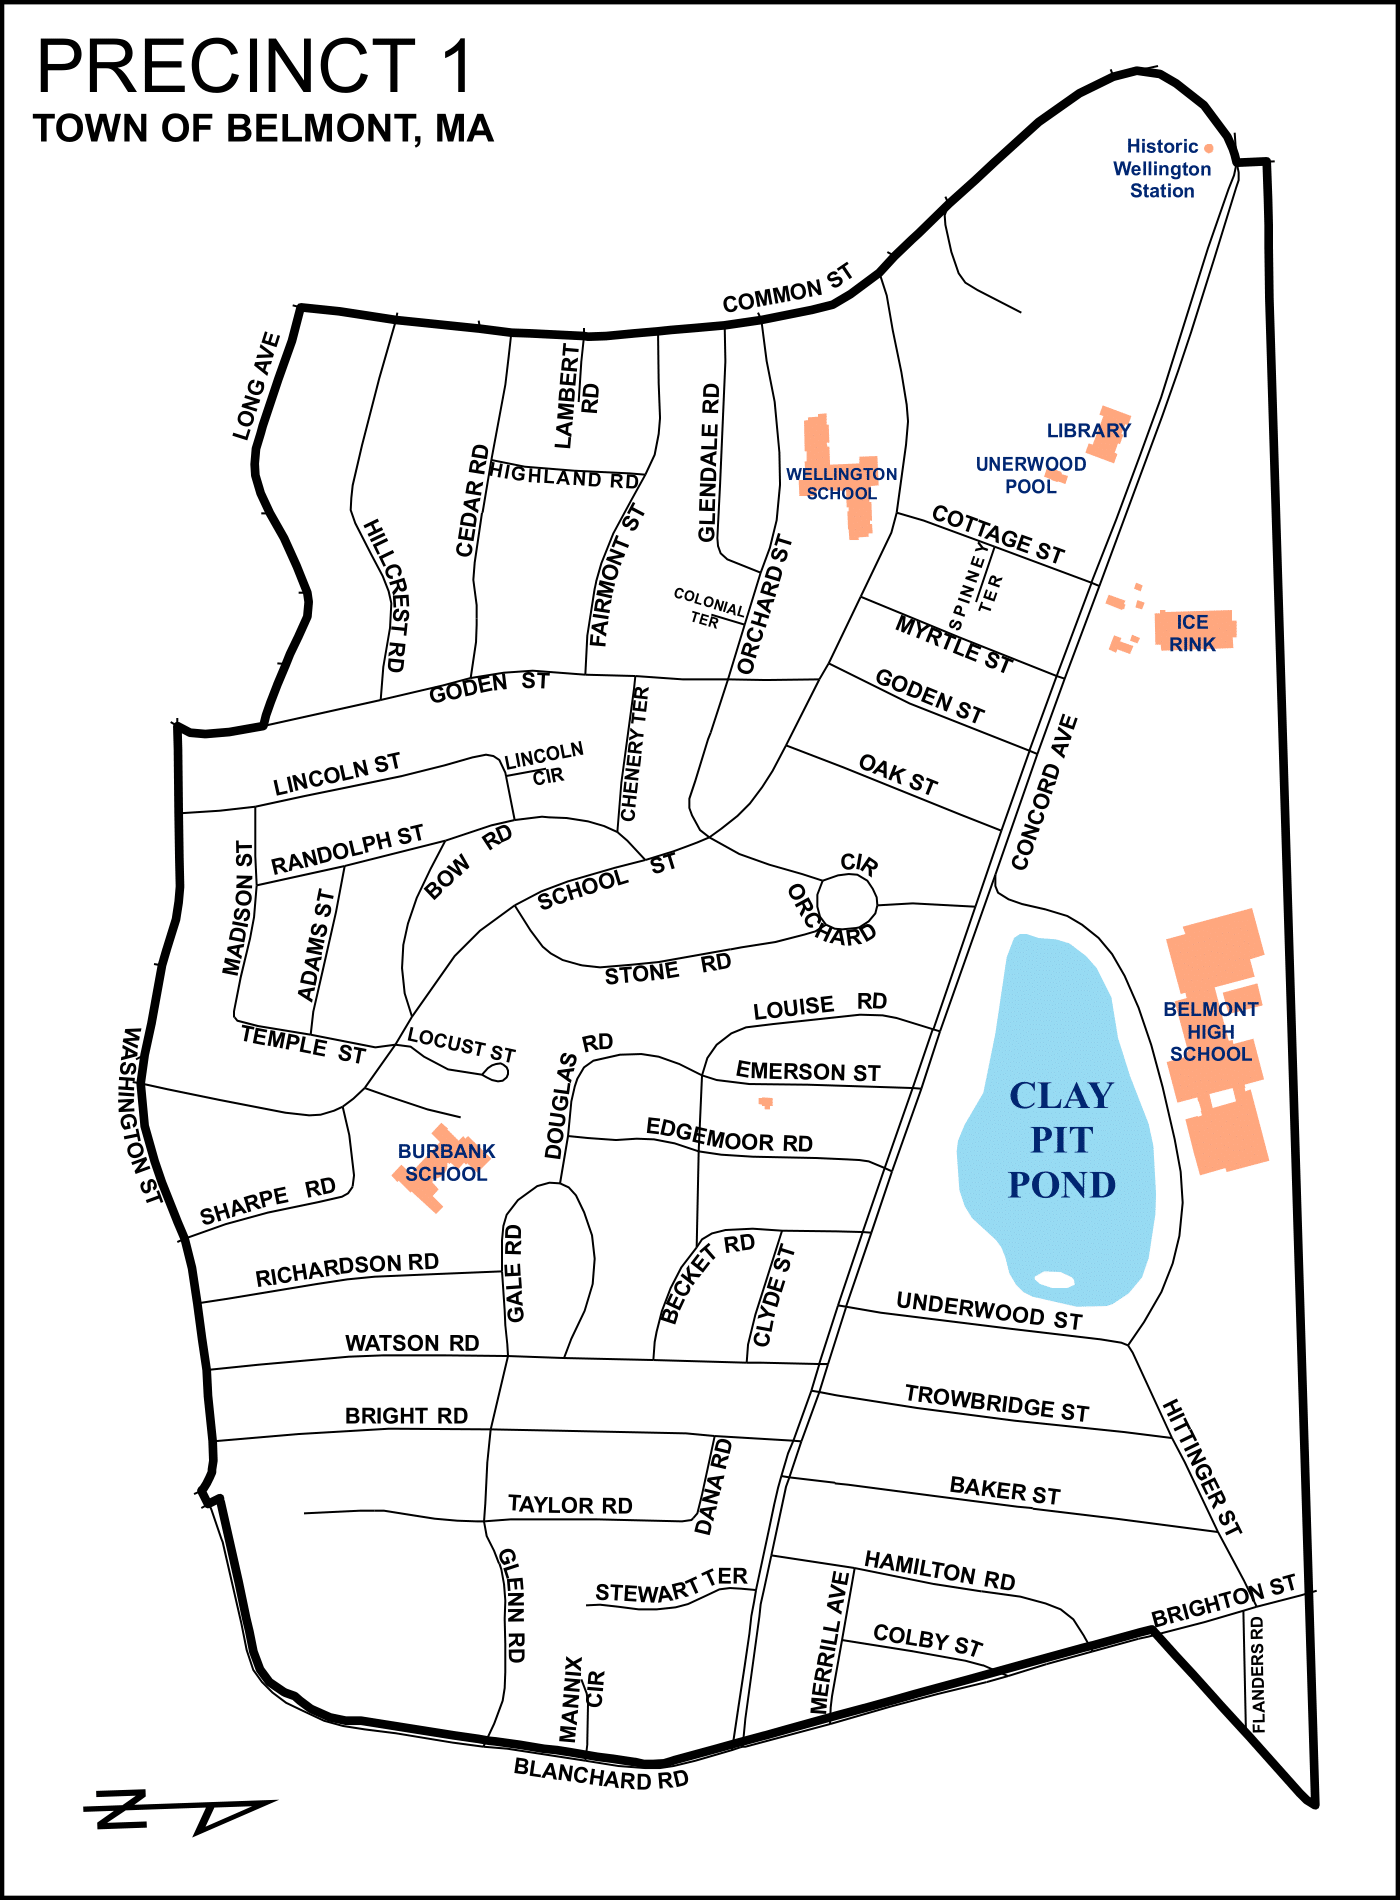 PRECINCT 1
TOWN OF BELMONT, MA
Historic
Wellington
Station
COMMON ST
LONG AVE
LAMBERT
RD
GLENDALE RD
CEDAR RD
HIGHLAND RD
WELLINGTON
SCHOOL
LIBRARY
UNERWOOD
POOL
HILLCREST RD
FAIRMONT ST
ORCHARD ST
COTTAGE ST
SPINNEY
TER
COLONIAL
TER
ICE
RINK
MYRTLE ST
GODEN ST
GODEN ST
CHENERY TER
LINCOLN ST
LINCOLN
CIR
OAK ST
CONCORD AVE
RANDOLPH ST
BOW RD
MADISON ST
ADAMS ST
SCHOOL ST
CIR
ORCHARD
STONE RD
LOUISE RD
BELMONT
HIGH
SCHOOL
TEMPLE ST
LOCUST ST
DOUGLAS RD
EMERSON ST
WASHINGTON ST
CLAY
PIT
POND
EDGEMOOR RD
BURBANK
SCHOOL
SHARPE RD
RICHARDSON RD
GALE RD
BECKET RD
CLYDE ST
UNDERWOOD ST
WATSON RD
TROWBRIDGE ST
BRIGHT RD
HITTINGER ST
DANA RD
BAKER ST
TAYLOR RD
GLENN RD
STEWART TER
HAMILTON RD
MERRILL AVE
BRIGHTON ST
COLBY ST
FLANDERS RD
MANNIX
CIR
BLANCHARD RD
N